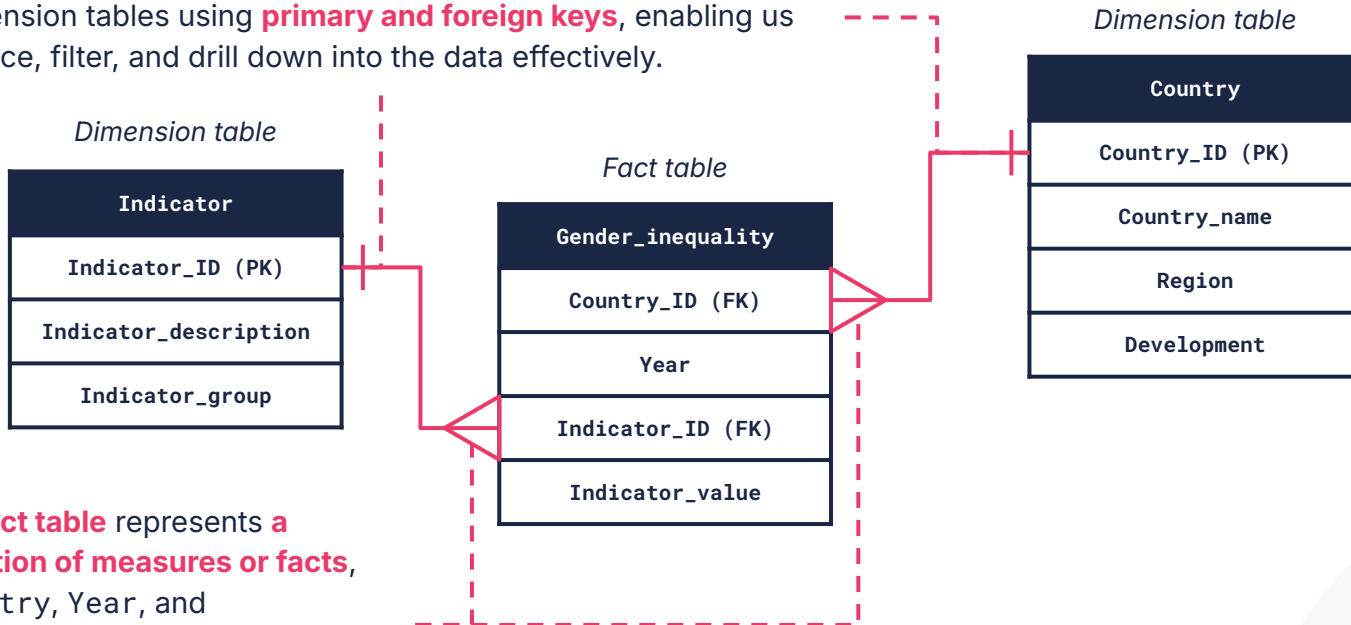 ension tables using primary and foreign keys, enabling us
ce, filter, and drill down into the data effectively.
Dimension table
Indicator
Indicator_ID (PK)
Indicator_description
Indicator_group
Fact table
Gender_inequality
Country_ID (FK)
Year
Indicator_ID (FK)
Indicator_value
Dimension table
Country
Country_ID (PK)
Country_name
Region
Development
ct table represents a
tion of measures or facts,
try, Year, and